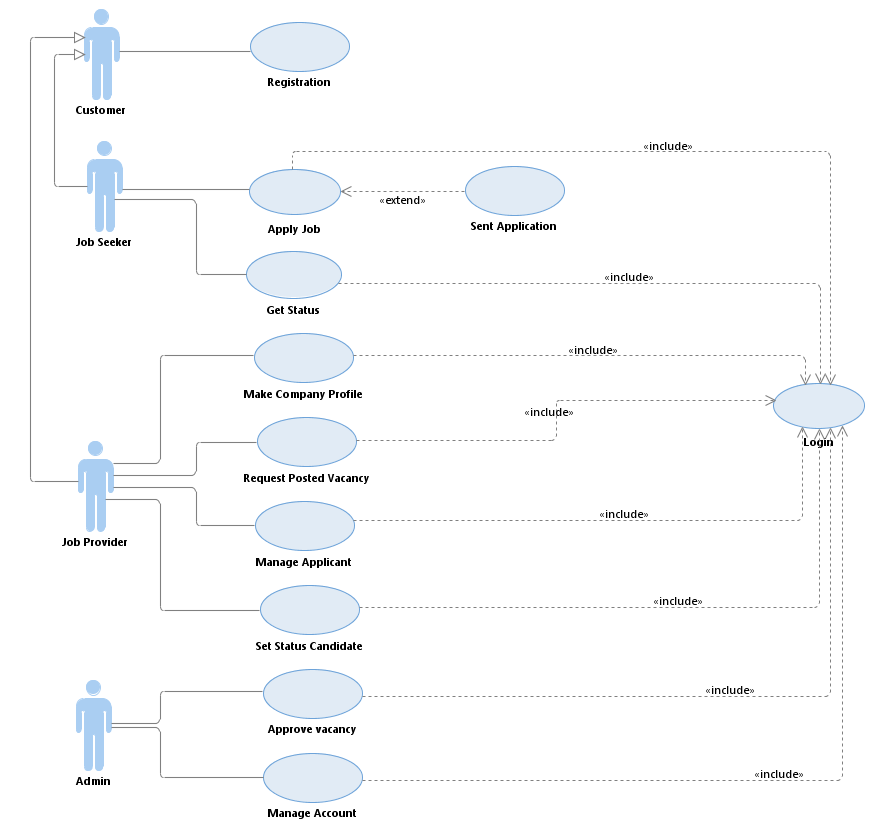 Registration
Customer
«include»
«extend»
Apply Job
Sent Application
Job Seeker
«include»
Get Status
«include»
Make Company Profile
«include»
Login
Request Posted Vacancy
«include»
Job Provider
Manage Applicant
«include»
Set Status Candidate
«include»
Approve vacancy
«include»
Admin
Manage Account